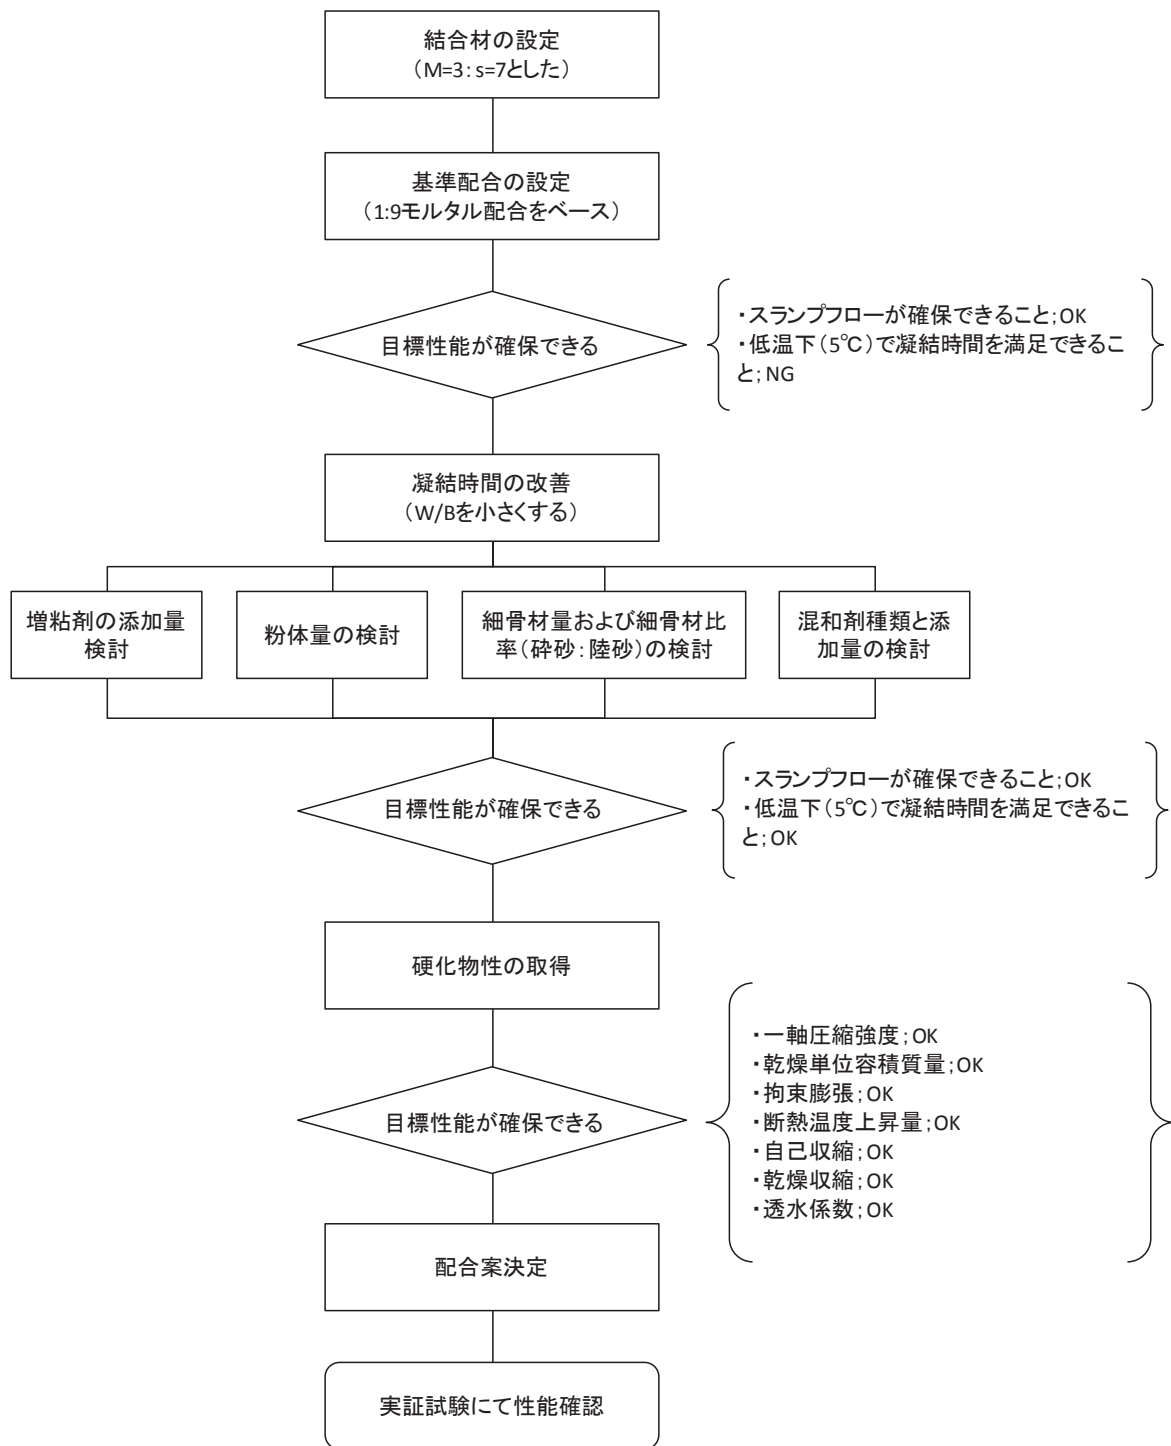 結合材の設定
（M=3：s=7とした）
基準配合の設定
（1:9モルタル配合をベース）
目標性能が確保できる
・スランプフローが確保できること；OK
・低温下（5℃）で凝結時間を満足できるこ
と；NG
凝結時間の改善
（W/Bを小さくする）
増粘剤の添加量
検討
粉体量の検討
細骨材量および細骨材比
率（砕砂：陸砂）の検討
混和剤種類と添
加量の検討
目標性能が確保できる
・スランプフローが確保できること；OK
・低温下（5℃）で凝結時間を満足できるこ
と；OK
硬化物性の取得
目標性能が確保できる
・一軸圧縮強度；OK
・乾燥単位容積質量；OK
・拘束膨張；OK
・断熱温度上昇量；OK
・自己収縮；OK
・乾燥収縮；OK
・透水係数；OK
配合案決定
実証試験にて性能確認